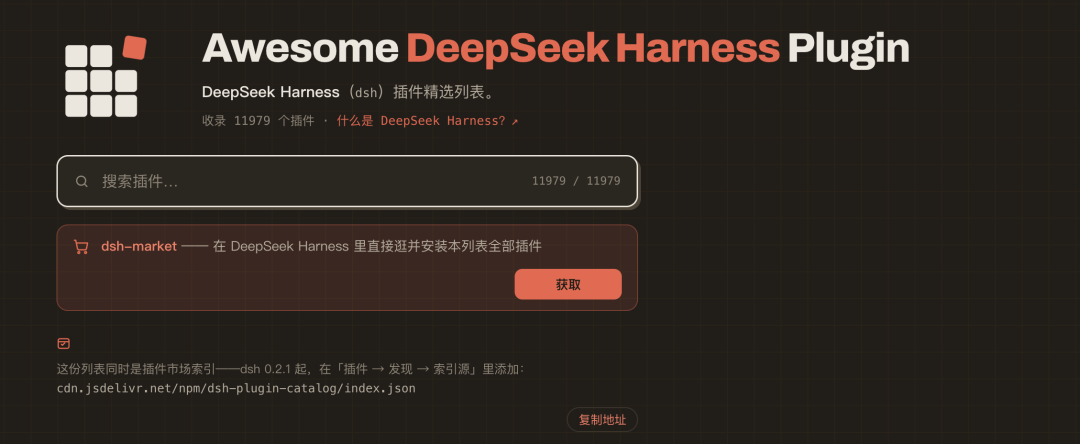 Awesome DeepSeek Harness Plugin
DeepSeek Harness（dsh）插件精选列表。
收录 11979 个插件 · 什么是 DeepSeek Harness? ↗
搜索插件... 11979 / 11979
dsh-market —— 在 DeepSeek Harness 里直接逛并安装本列表全部插件
获取
这份列表同时是插件市场索引——dsh 0.2.1 起，在「插件 → 发现 → 索引源」里添加：
cdn.jsdelivr.net/npm/dsh-plugin-catalog/index.json
复制地址